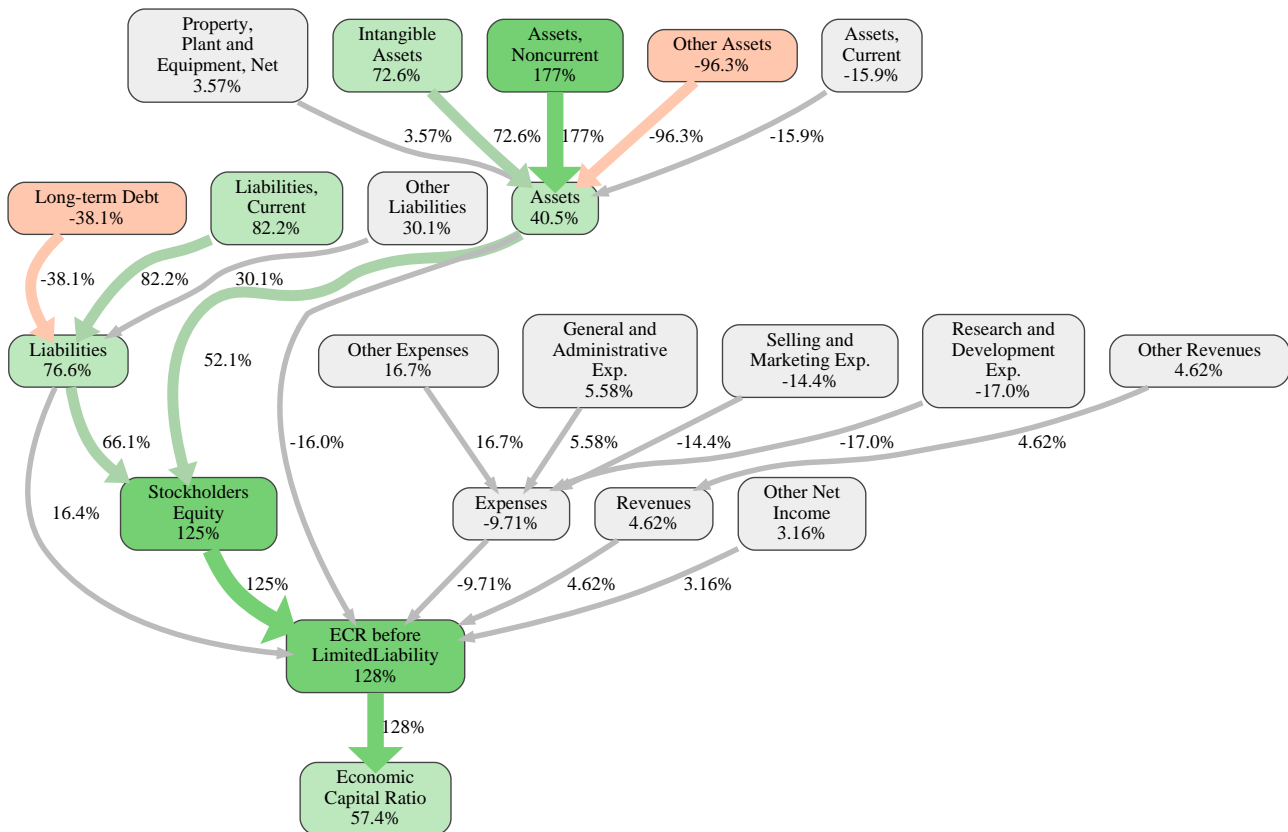 Property,
Plant and
Equipment, Net
3.57%
Intangible
Assets
72.6%
Assets,
Noncurrent
177%
Other Assets
-96.3%
Assets,
Current
-15.9%
3.57%
72.6%
177%
-96.3%
-15.9%
Long-term Debt
-38.1%
Liabilities,
Current
82.2%
Other
Liabilities
30.1%
Assets
40.5%
-38.1%
82.2%
30.1%
Liabilities
76.6%
52.1%
Other Expenses
16.7%
General and
Administrative
Exp.
5.58%
Selling and
Marketing Exp.
-14.4%
Research and
Development
Exp.
-17.0%
Other Revenues
4.62%
66.1%
-16.0%
16.7%
5.58%
-14.4%
-17.0%
4.62%
16.4%
Stockholders
Equity
125%
Expenses
-9.71%
Revenues
4.62%
Other Net
Income
3.16%
125%
-9.71%
4.62%
3.16%
ECR before
LimitedLiability
128%
128%
Economic
Capital Ratio
57.4%